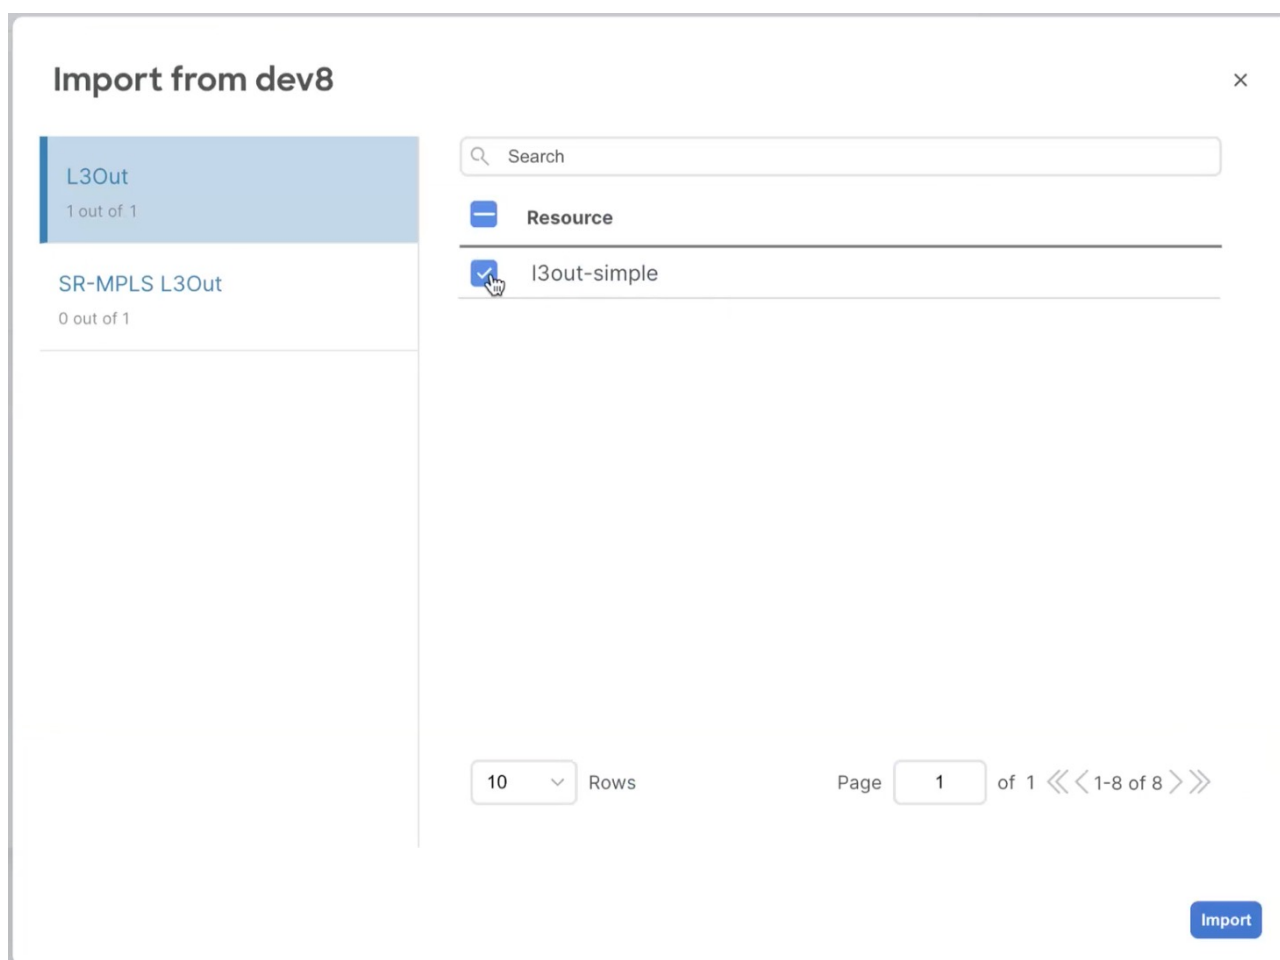 Import from dev8
L3Out
1 out of 1
SR-MPLS L3Out
0 out of 1
Search
Resource
l3out-simple
10 Rows Page 1 of 1 1-8 of 8
Import